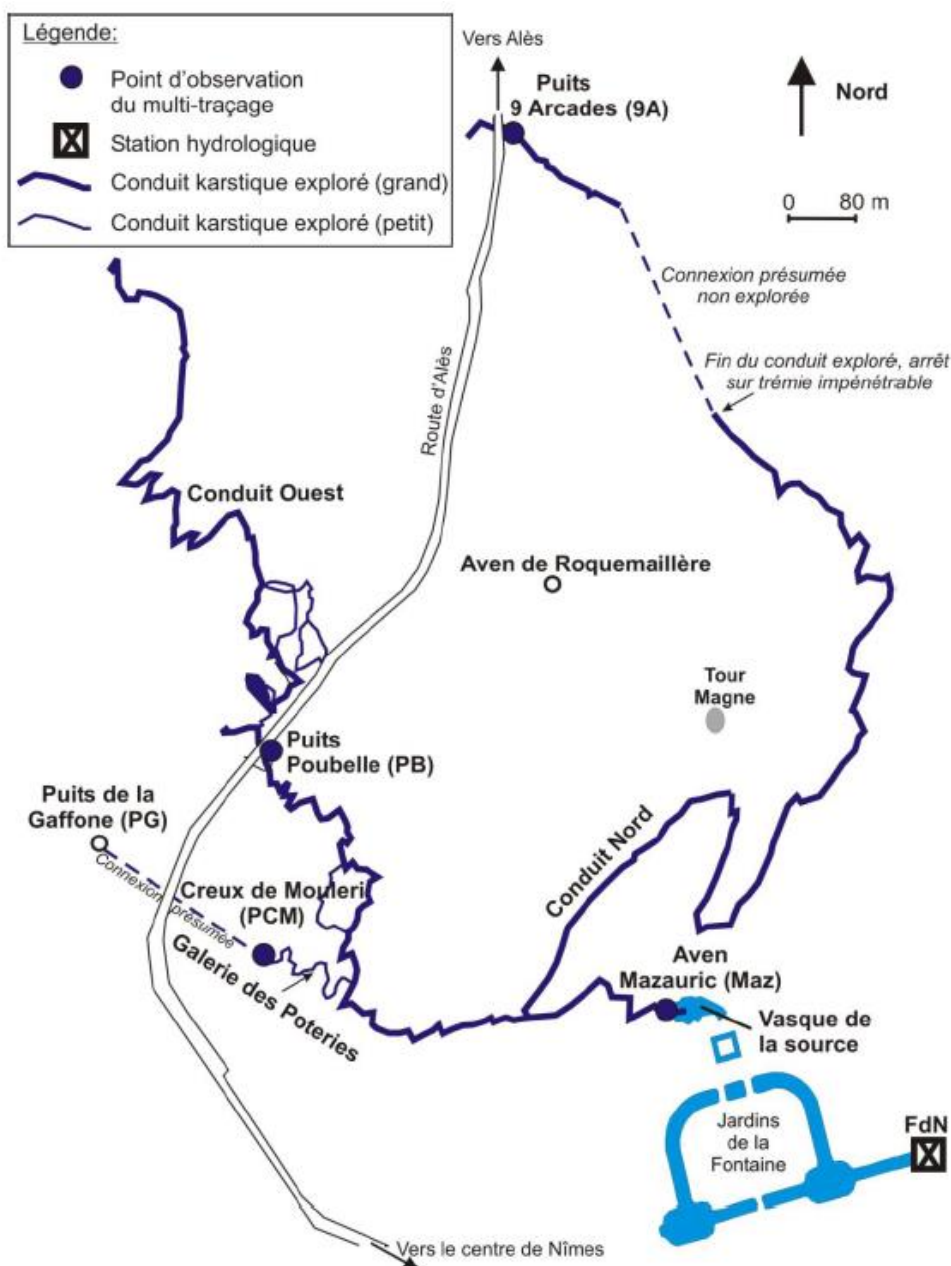 Légende:
Point d'observation
du multi-traçage
Station hydrologique
Conduit karstique exploré (grand)
Conduit karstique exploré (petit)
Vers Alès
Puits
9 Arcades (9A)
Nord
0 80 m
Connexion présumée
non explorée
Fin du conduit exploré, arrêt
sur trémie impénétrable
Route d'Alès
Conduit Ouest
Aven de Roquemaillère
Tour
Magne
Puits
Poubelle (PB)
Puits de la
Gaffone (PG)
Connexion présumée
Creux de Mouleri
(PCM)
Galerie des Poteries
Conduit Nord
Aven
Mazauric (Maz)
Vasque de
la source
Jardins
de la
Fontaine
FdN
Vers le centre de Nîmes